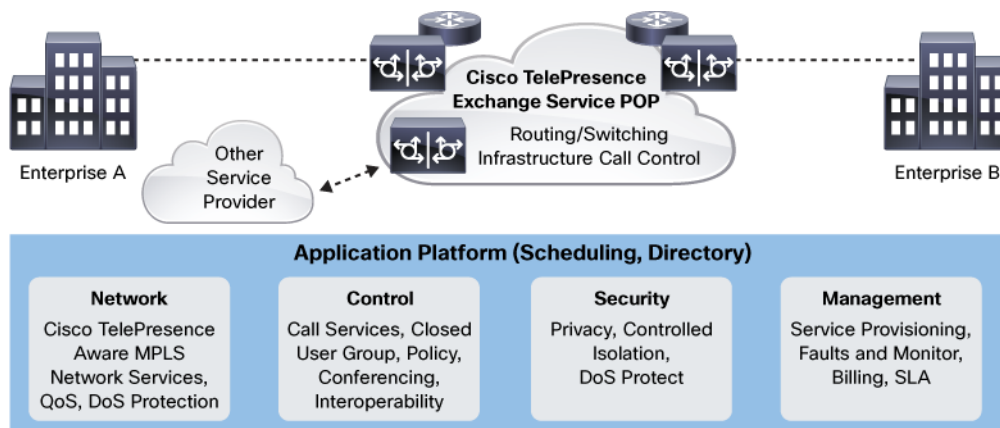 Cisco TelePresence
Exchange Service POP
Routing/Switching
Infrastructure Call Control
Other
Service
Provider
Enterprise A
Enterprise B
Application Platform (Scheduling, Directory)
Network
Cisco TelePresence
Aware MPLS
Network Services,
QoS, DoS Protection
Control
Call Services, Closed
User Group, Policy,
Conferencing,
Interoperability
Security
Privacy, Controlled
Isolation,
DoS Protect
Management
Service Provisioning,
Faults and Monitor,
Billing, SLA